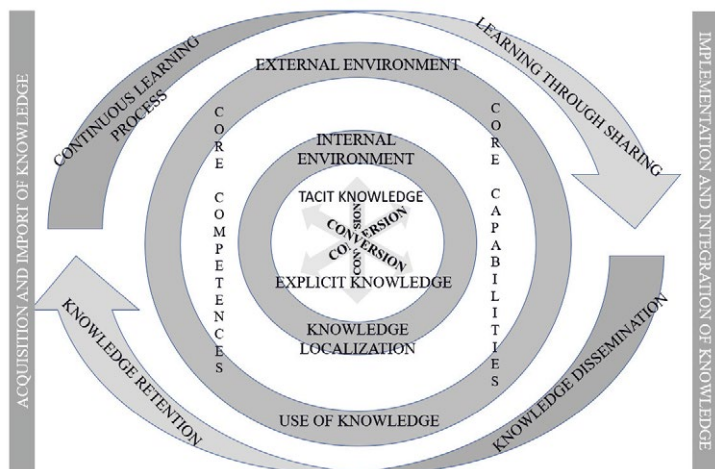 ACQUISITION AND IMPORT OF KNOWLEDGE
CONTINUOUS LEARNING
PROCESS
LEARNING THROUGH SHARING
IMPLEMENTATION AND INTEGRATION OF KNOWLEDGE
EXTERNAL ENVIRONMENT
CORE COMPETENCES
CORE CAPABILITIES
INTERNAL
ENVIRONMENT
TACIT KNOWLEDGE
CONVERSION
CONVERSION
CONVERSION
EXPLICIT KNOWLEDGE
KNOWLEDGE
LOCALIZATION
USE OF KNOWLEDGE
KNOWLEDGE RETENTION
KNOWLEDGE DISSEMINATION